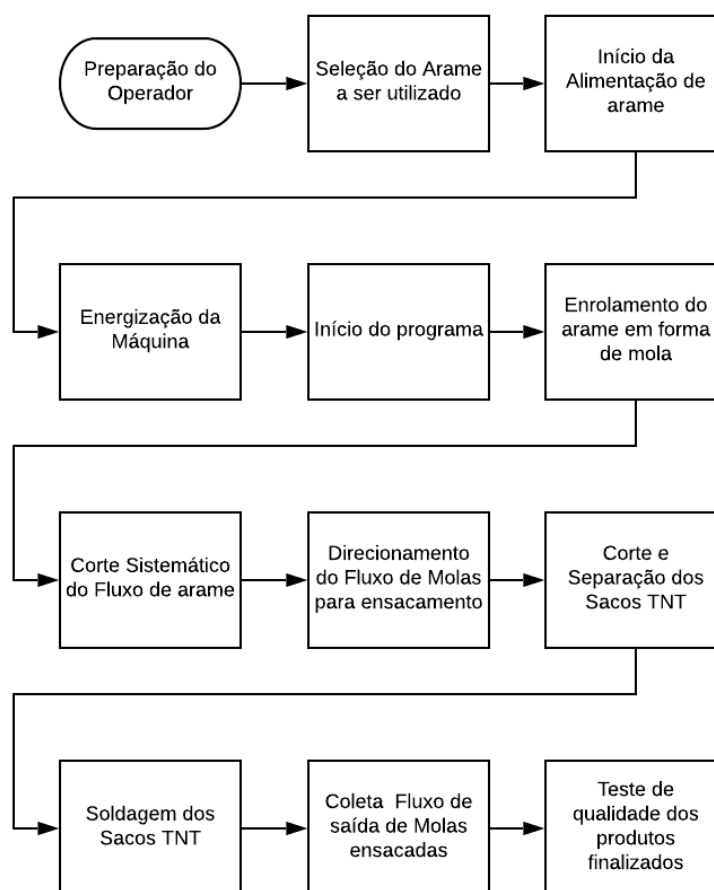 Preparação do
Operador
Seleção do Arame
a ser utilizado
Início da
Alimentação de
arame
Energização da
Máquina
Início do programa
Enrolamento do
arame em forma
de mola
Corte Sistemático
do Fluxo de arame
Direcionamento
do Fluxo de Molas
para ensacamento
Corte e
Separação dos
Sacos TNT
Soldagem dos
Sacos TNT
Coleta Fluxo de
saída de Molas
ensacadas
Teste de
qualidade dos
produtos
finalizados